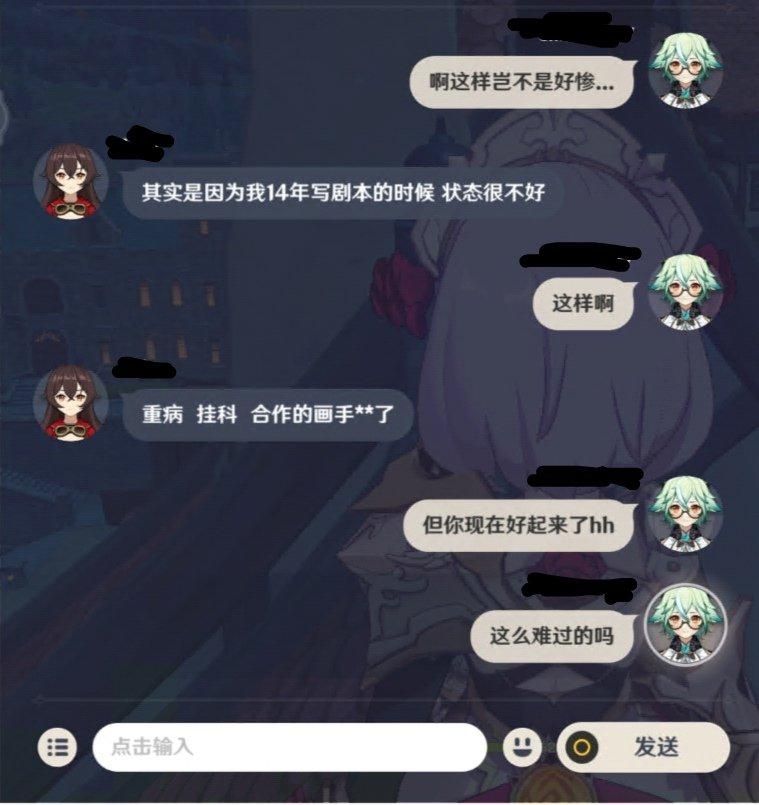 啊这样岂不是好惨...
其实是因为我14年写剧本的时候 状态很不好
这样啊
重病 挂科 合作的画手**了
但你现在好起来了hh
这么难过的吗
点击输入
发送